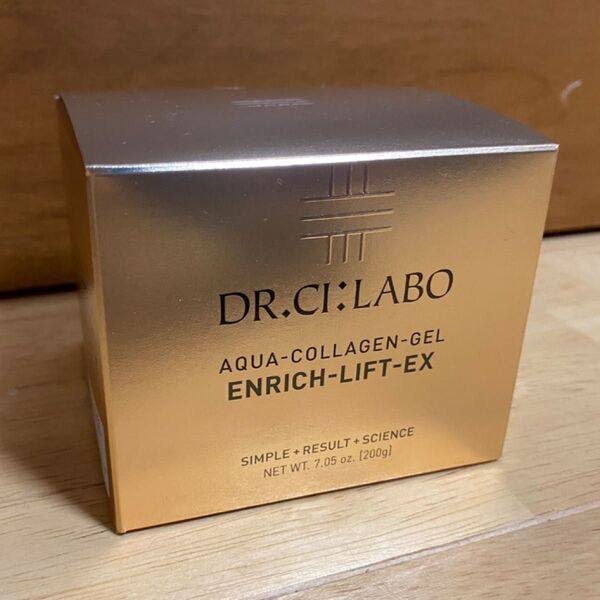 DR.CI:LABO
AQUA-COLLAGEN-GEL
ENRICH-LIFT-EX
SIMPLE + RESULT + SCIENCE
NET WT. 7.05 oz. [200g]